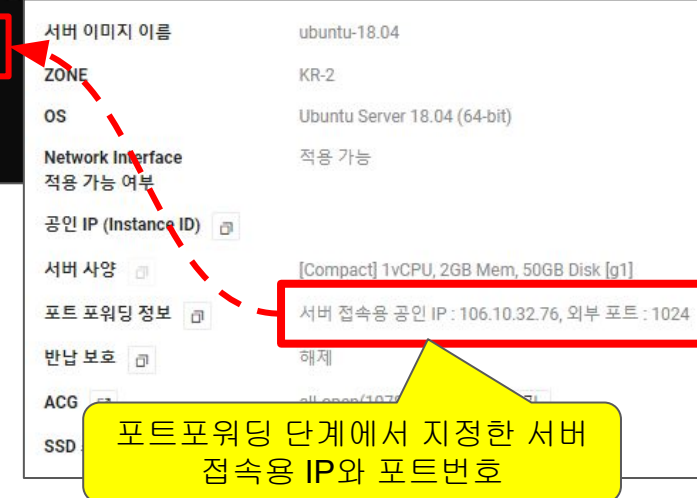 서버 이미지 이름 ubuntu-18.04
ZONE KR-2
OS Ubuntu Server 18.04 (64-bit)
Network Interface 적용 가능
적용 가능 여부
공인 IP (Instance ID)
서버 사양 [Compact] 1vCPU, 2GB Mem, 50GB Disk [g1]
포트 포워딩 정보 서버 접속용 공인 IP : 106.10.32.76, 외부 포트 : 1024
반납 보호 해제
ACG
SSD
포트포워딩 단계에서 지정한 서버
접속용 IP와 포트번호